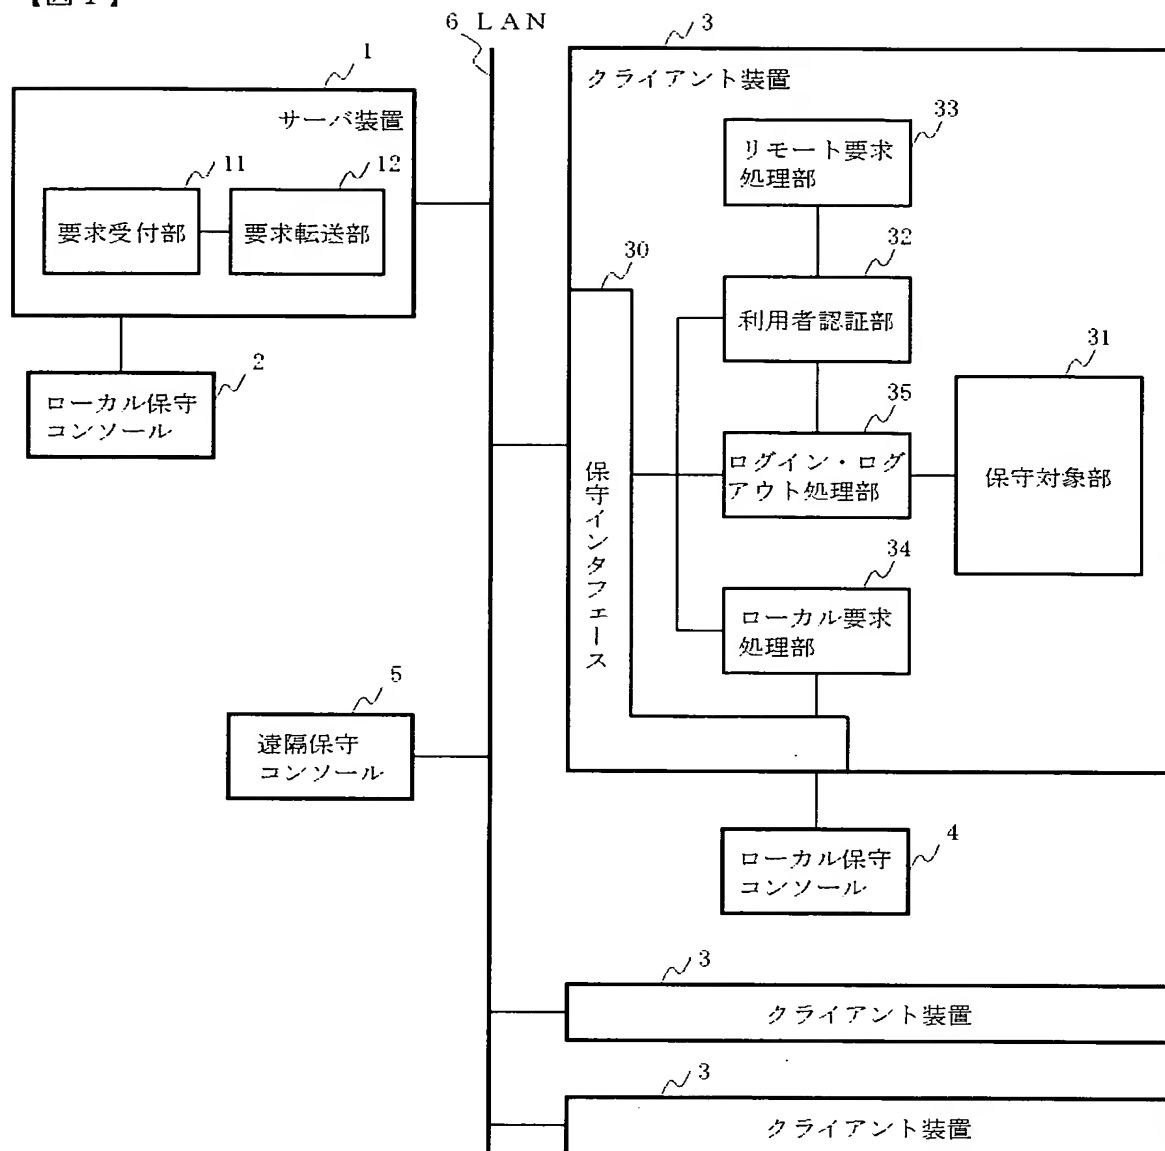 【図1】
6 LAN
1
サーバ装置
11
12
要求受付部
要求転送部
2
ローカル保守
コンソール
5
遠隔保守
コンソール
3
クライアント装置
33
リモート要求
処理部
32
利用者認証部
30
保守インタフェース
35
ログイン・ログ
アウト処理部
31
保守対象部
34
ローカル要求
処理部
4
ローカル保守
コンソール
3
クライアント装置
3
クライアント装置